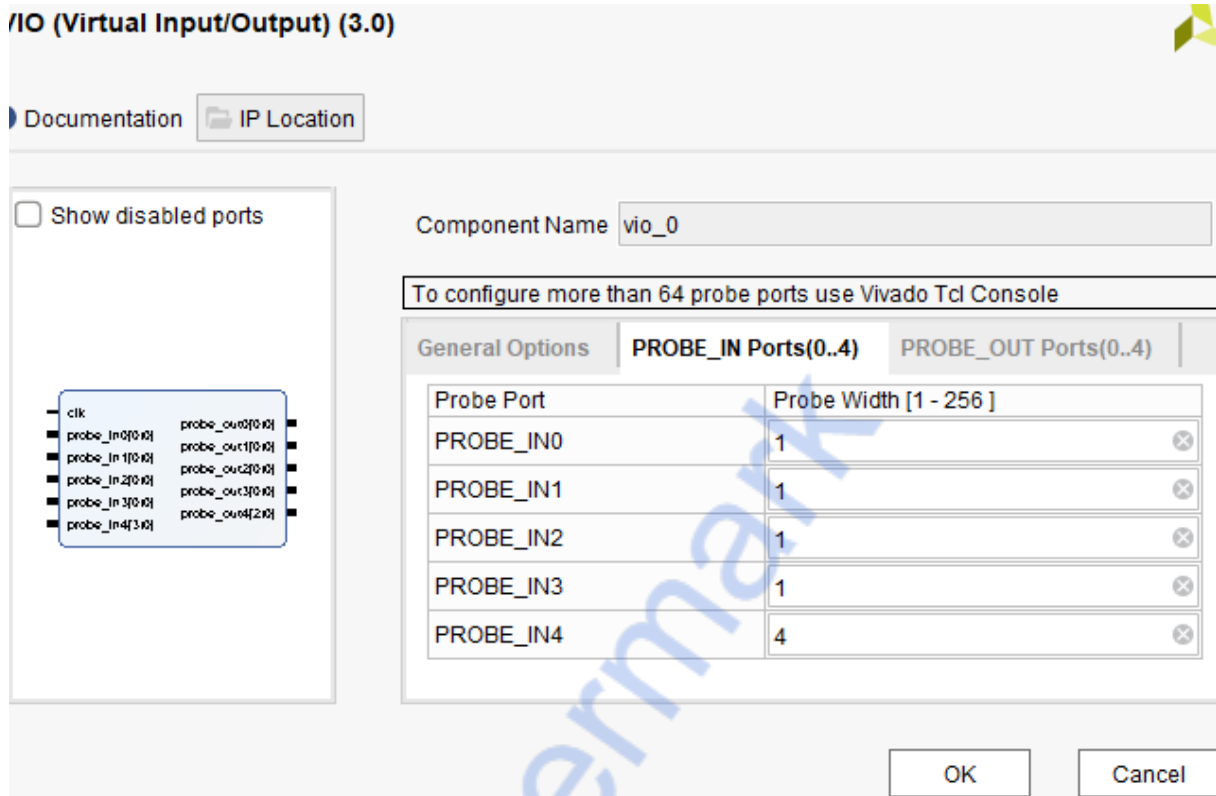 VIO (Virtual Input/Output) (3.0)
Documentation IP Location
Show disabled ports
Component Name vio_0
To configure more than 64 probe ports use Vivado Tcl Console
General Options PROBE_IN Ports(0..4) PROBE_OUT Ports(0..4)
Probe Port Probe Width [1 - 256 ]
PROBE_IN0 1
PROBE_IN1 1
PROBE_IN2 1
PROBE_IN3 1
PROBE_IN4 4
clk
probe_in0[0:0]
probe_in1[0:0]
probe_in2[0:0]
probe_in3[0:0]
probe_in4[3:0]
probe_out0[0:0]
probe_out1[0:0]
probe_out2[0:0]
probe_out3[0:0]
probe_out4[2:0]
ermark
OK Cancel